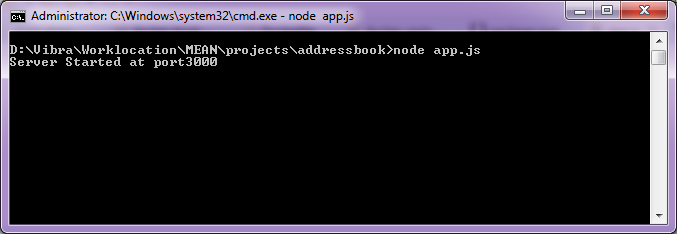 Administrator: C:\Windows\system32\cmd.exe - node  app.js
D:\Vibra\Worklocation\MEAN\projects\addressbook>node app.js
Server Started at port3000